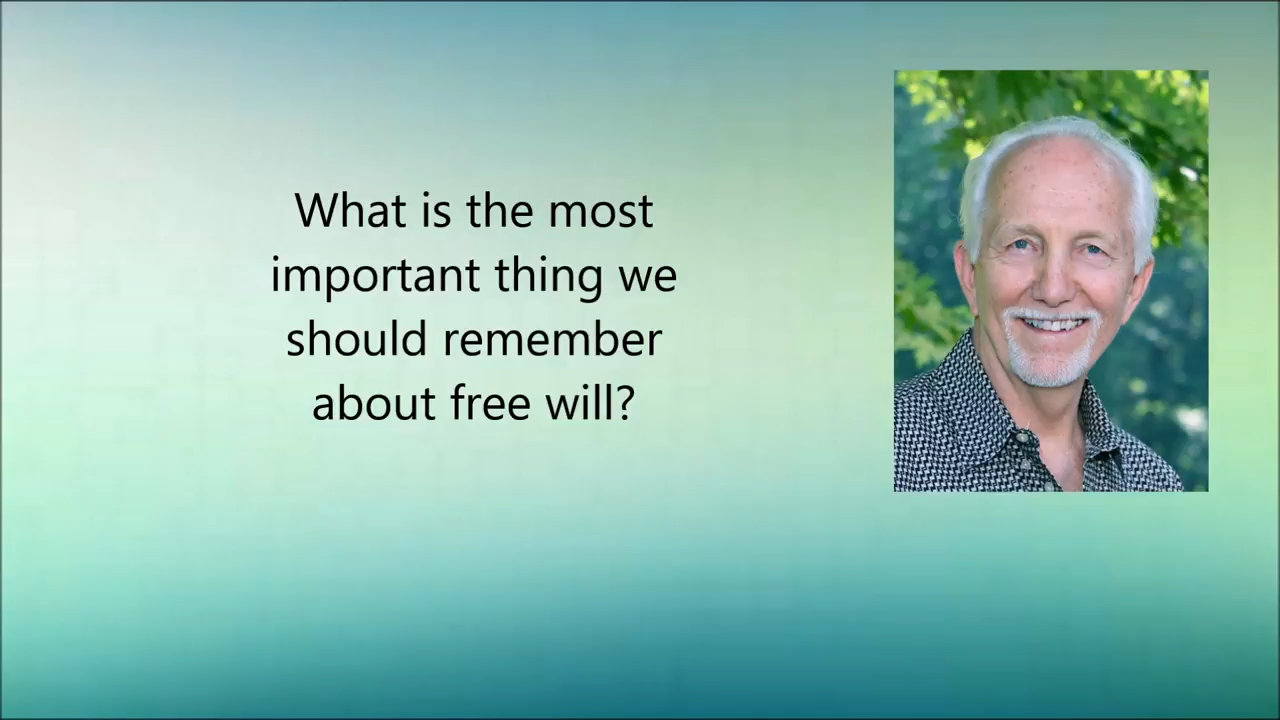 What is the most
important thing we
should remember
about free will?